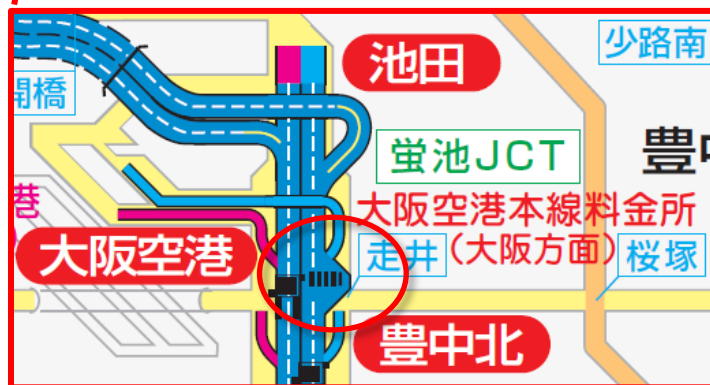 池田
少路南
開橋
蛍池JCT
豊中
港
大阪空港本線料金所
大阪空港
走井
(大阪方面)
桜塚
豊中北